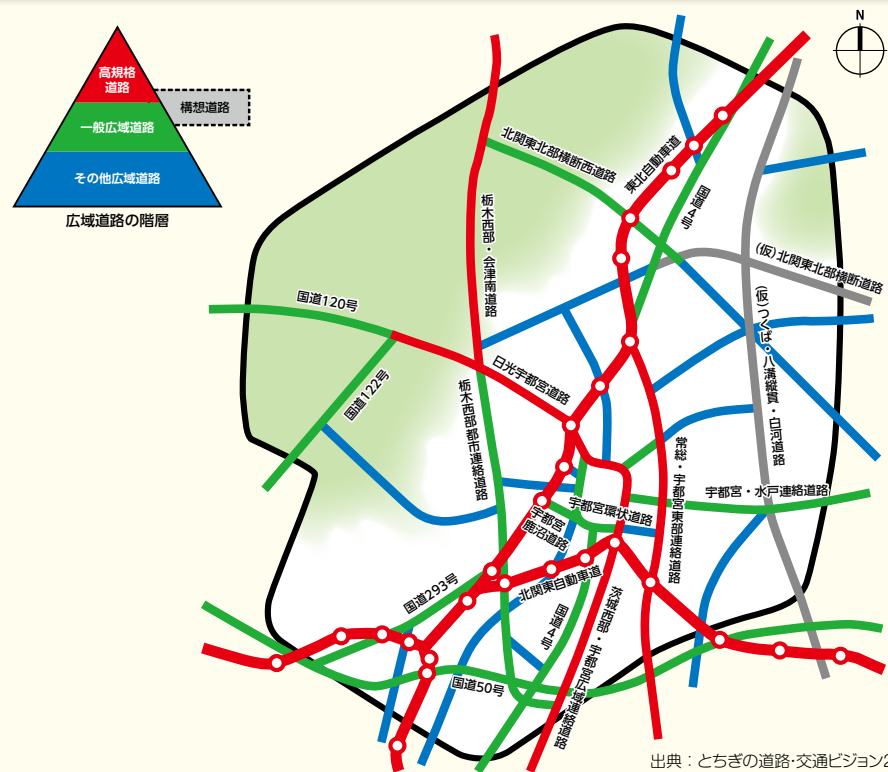 N
高規格
道路
構想道路
一般広域道路
その他広域道路
広域道路の階層
北関東北部横断西道路
東北自動車道
国道4号
栃木西部・会津南道路
(仮)北関東北部横断道路
国道120号
(仮)つくば・八溝縦貫・白河道路
日光宇都宮道路
国道122号
栃木西部都市連絡道路
常総・宇都宮東部連絡道路
宇都宮・水戸連絡道路
宇都宮環状道路
宇都宮
鹿沼道路
北関東自動車道
国道293号
国道4号
茨城西部・宇都宮広域連絡道路
国道50号
出典：とちぎの道路・交通ビジョン2